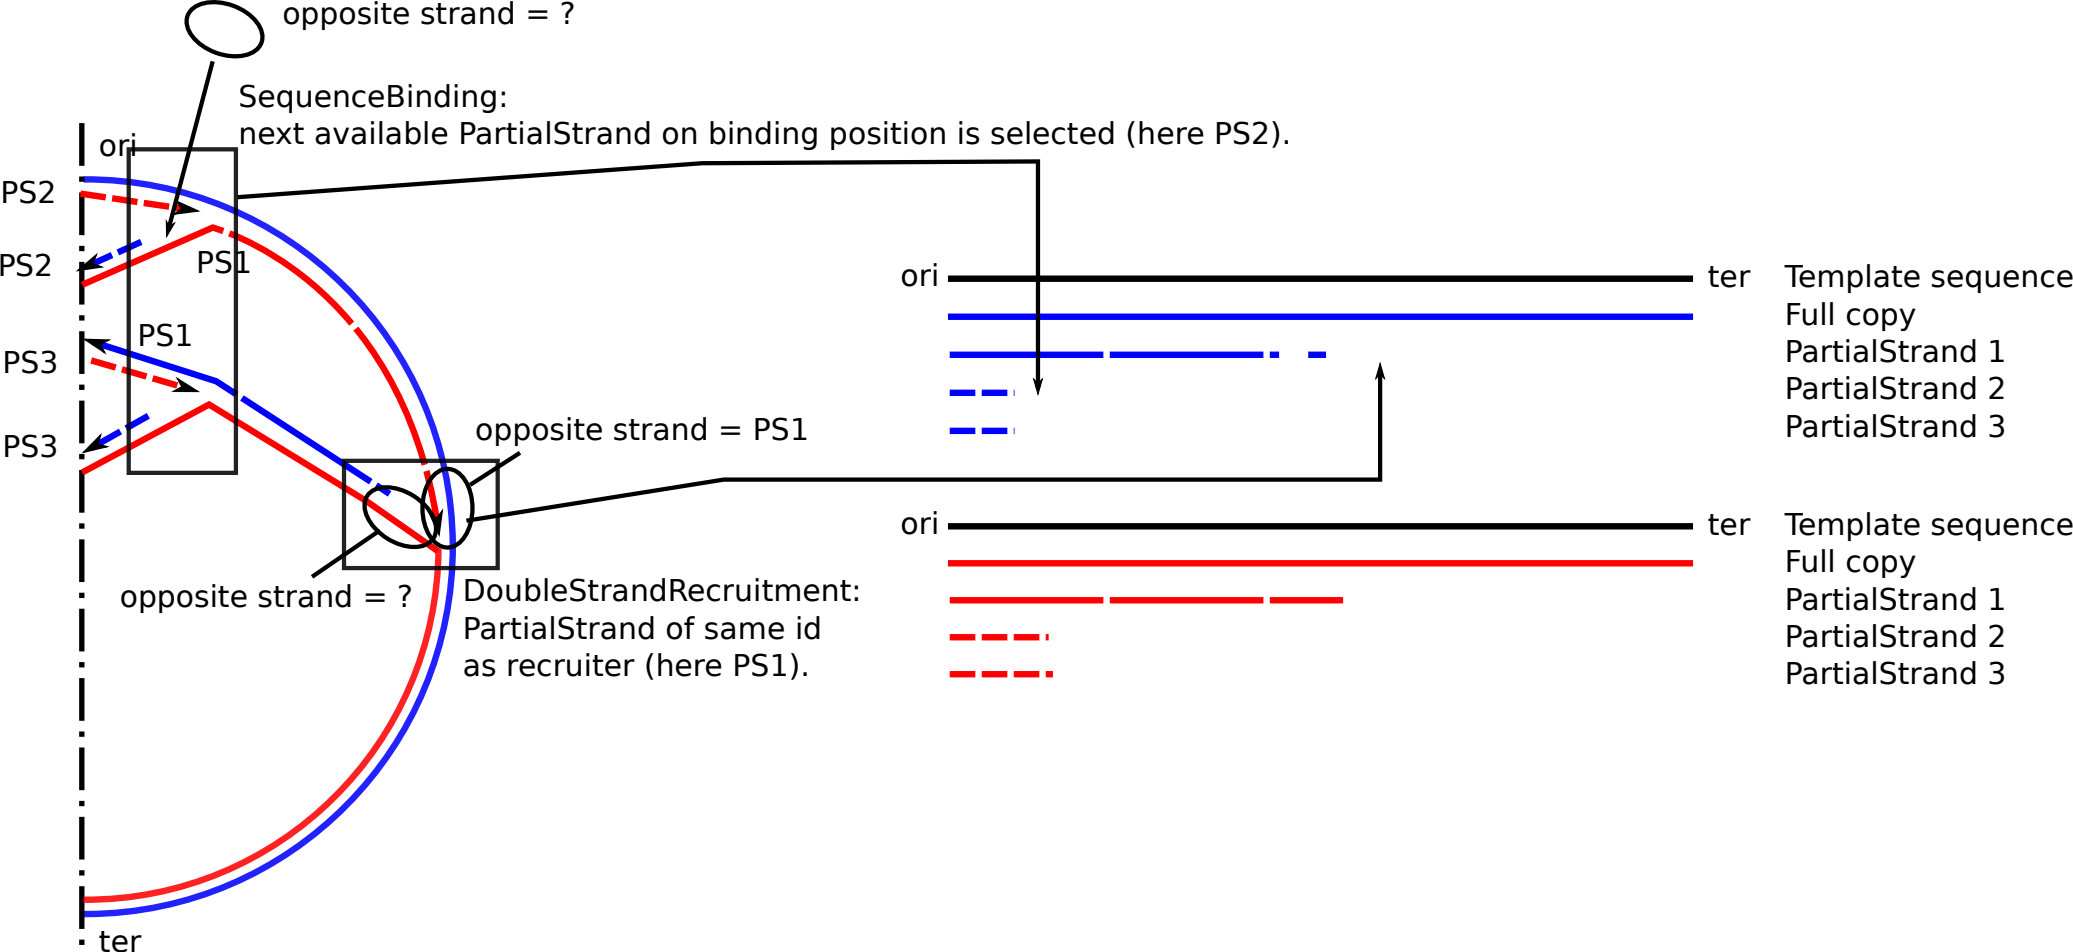 opposite strand = ?
SequenceBinding:
next available PartialStrand on binding position is selected (here PS2).
ori
PS2
PS2
PS1
PS1
PS3
PS3
opposite strand = PS1
opposite strand = ?
DoubleStrandRecruitment:
PartialStrand of same id
as recruiter (here PS1).
ter
ori
ter
Template sequence
Full copy
PartialStrand 1
PartialStrand 2
PartialStrand 3
ori
ter
Template sequence
Full copy
PartialStrand 1
PartialStrand 2
PartialStrand 3